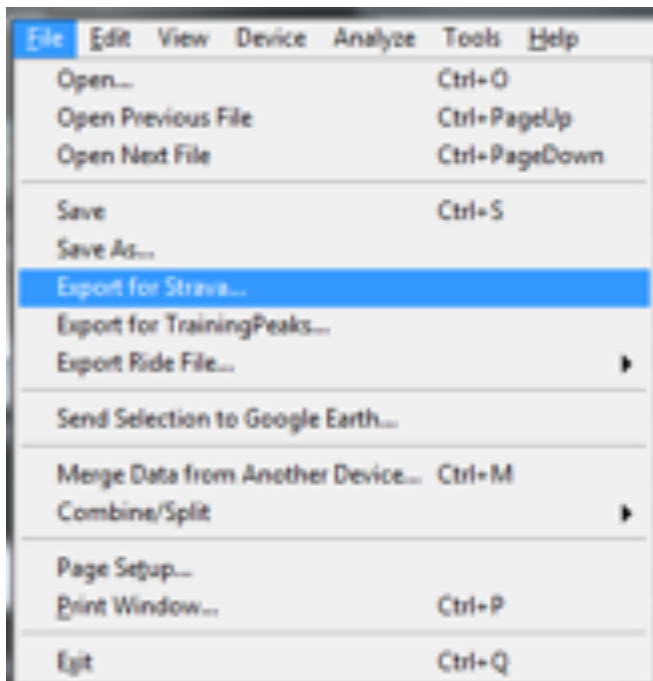 File Edit View Device Analyze Tools Help
Open... Ctrl+O
Open Previous File Ctrl+PageUp
Open Next File Ctrl+PageDown
Save Ctrl+S
Save As...
Export for Strava...
Export for TrainingPeaks...
Export Ride File...
Send Selection to Google Earth...
Merge Data from Another Device... Ctrl+M
Combine/Split
Page Setup...
Print Window... Ctrl+P
Exit Ctrl+Q